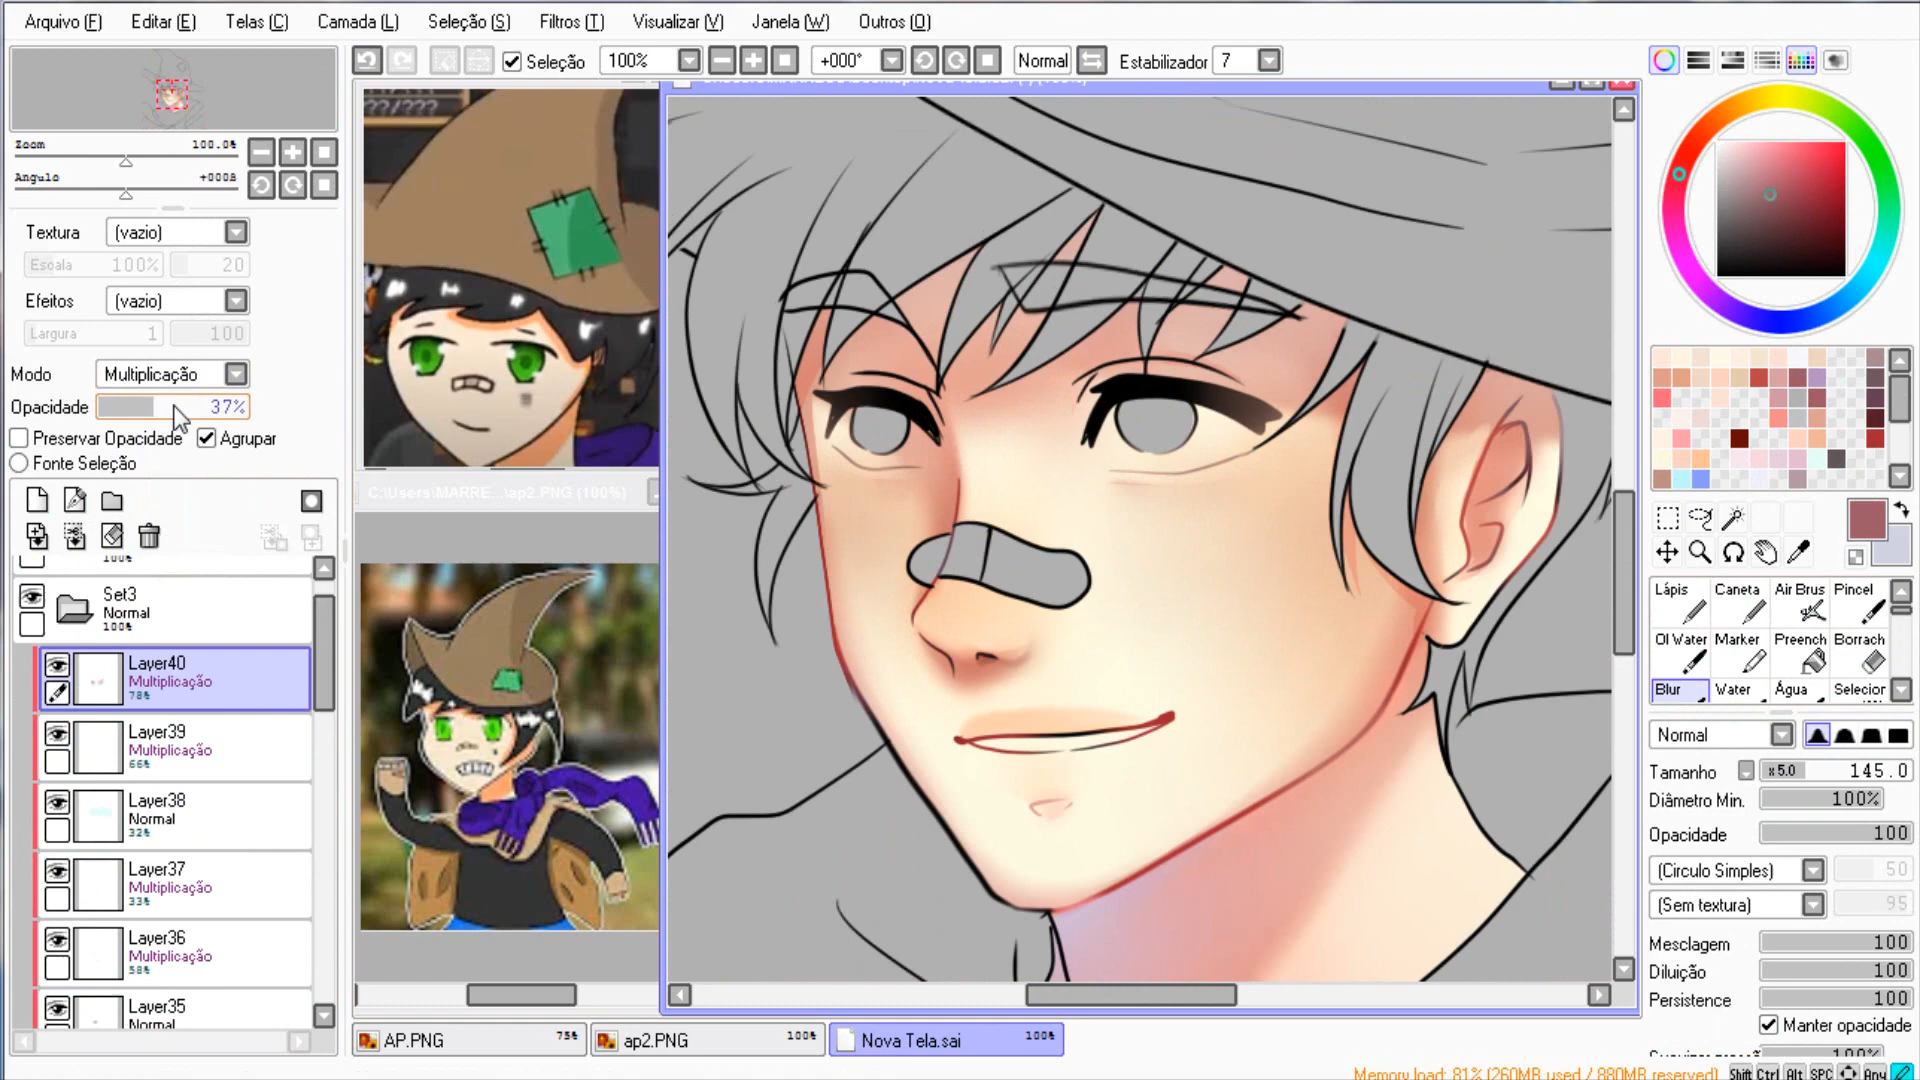 Arquivo (F) Editar (E) Telas (C) Camada (L) Seleção (S) Filtros (T) Visualizar (V) Janela (W) Outros (O)
Seleção 100% +000° Normal Estabilizador 7
Zoom 100.0%
Angulo +000°
Textura (vazio)
Escala 100% 20
Efeitos (vazio)
Largura 1 100
Modo Multiplicação
Opacidade 37%
Preservar Opacidade Agrupar
Fonte Seleção
100%
Set3
Normal
100%
Layer40
Multiplicação
78%
Layer39
Multiplicação
66%
Layer38
Normal
32%
Layer37
Multiplicação
33%
Layer36
Multiplicação
58%
Layer35
Normal
???/???
C:\Users\MARRE...\ap2.PNG (100%)
AP.PNG 75%
ap2.PNG 100%
Nova Tela.sai 100%
Lápis Caneta Air Brus Pincel
Ol Water Marker Preench Borrach
Blur Water Água Selecior
Normal
Tamanho x5.0 145.0
Diâmetro Min. 100%
Opacidade 100
(Circulo Simples) 50
(Sem textura) 95
Mesclagem 100
Diluição 100
Persistence 100
Manter opacidade
100%
Memory load: 81% (260MB used / 880MB reserved) Shift Ctrl Alt SPC Any